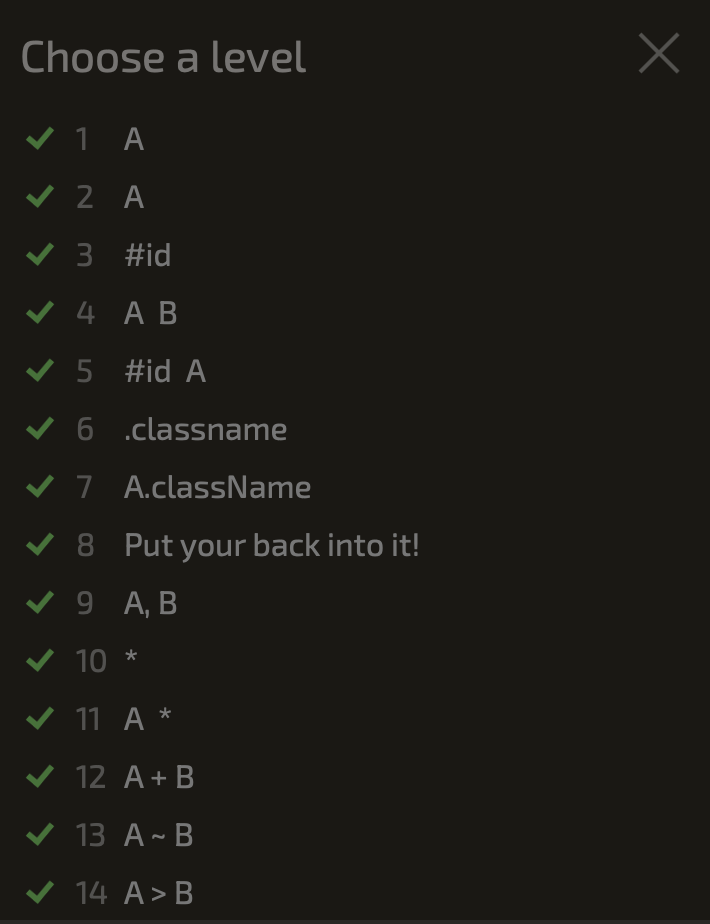 Choose a level
1 A
2 A
3 #id
4 A B
5 #id A
6 .classname
7 A.className
8 Put your back into it!
9 A, B
10 *
11 A *
12 A + B
13 A ~ B
14 A > B